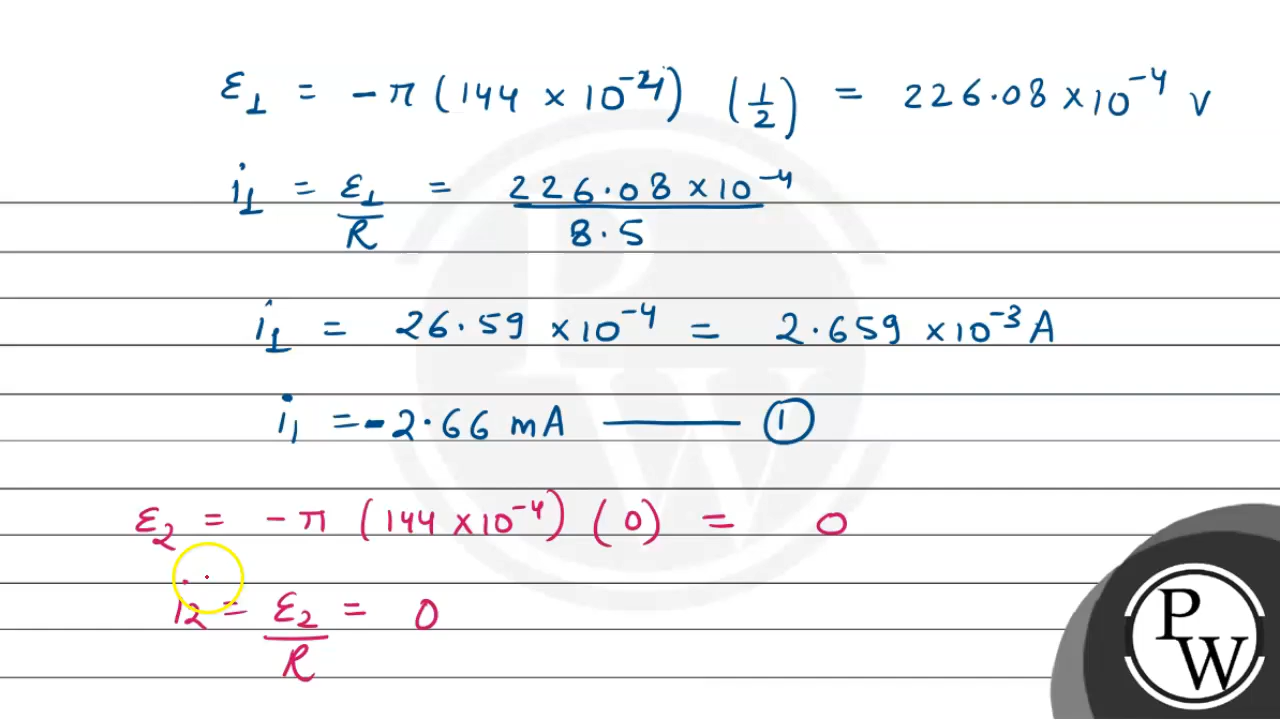 ε₁ = - π (144 × 10⁻⁴) (1/2) = 226.08 × 10⁻⁴ V
i₁ = ε₁/R = 226.08 × 10⁻⁴/8.5
i₁ = 26.59 × 10⁻⁴ = 2.659 × 10⁻³ A
i₁ = -2.66 mA —— ①
ε₂ = - π (144 × 10⁻⁴) (0) = 0
i₂ = ε₂/R = 0
PW
PW